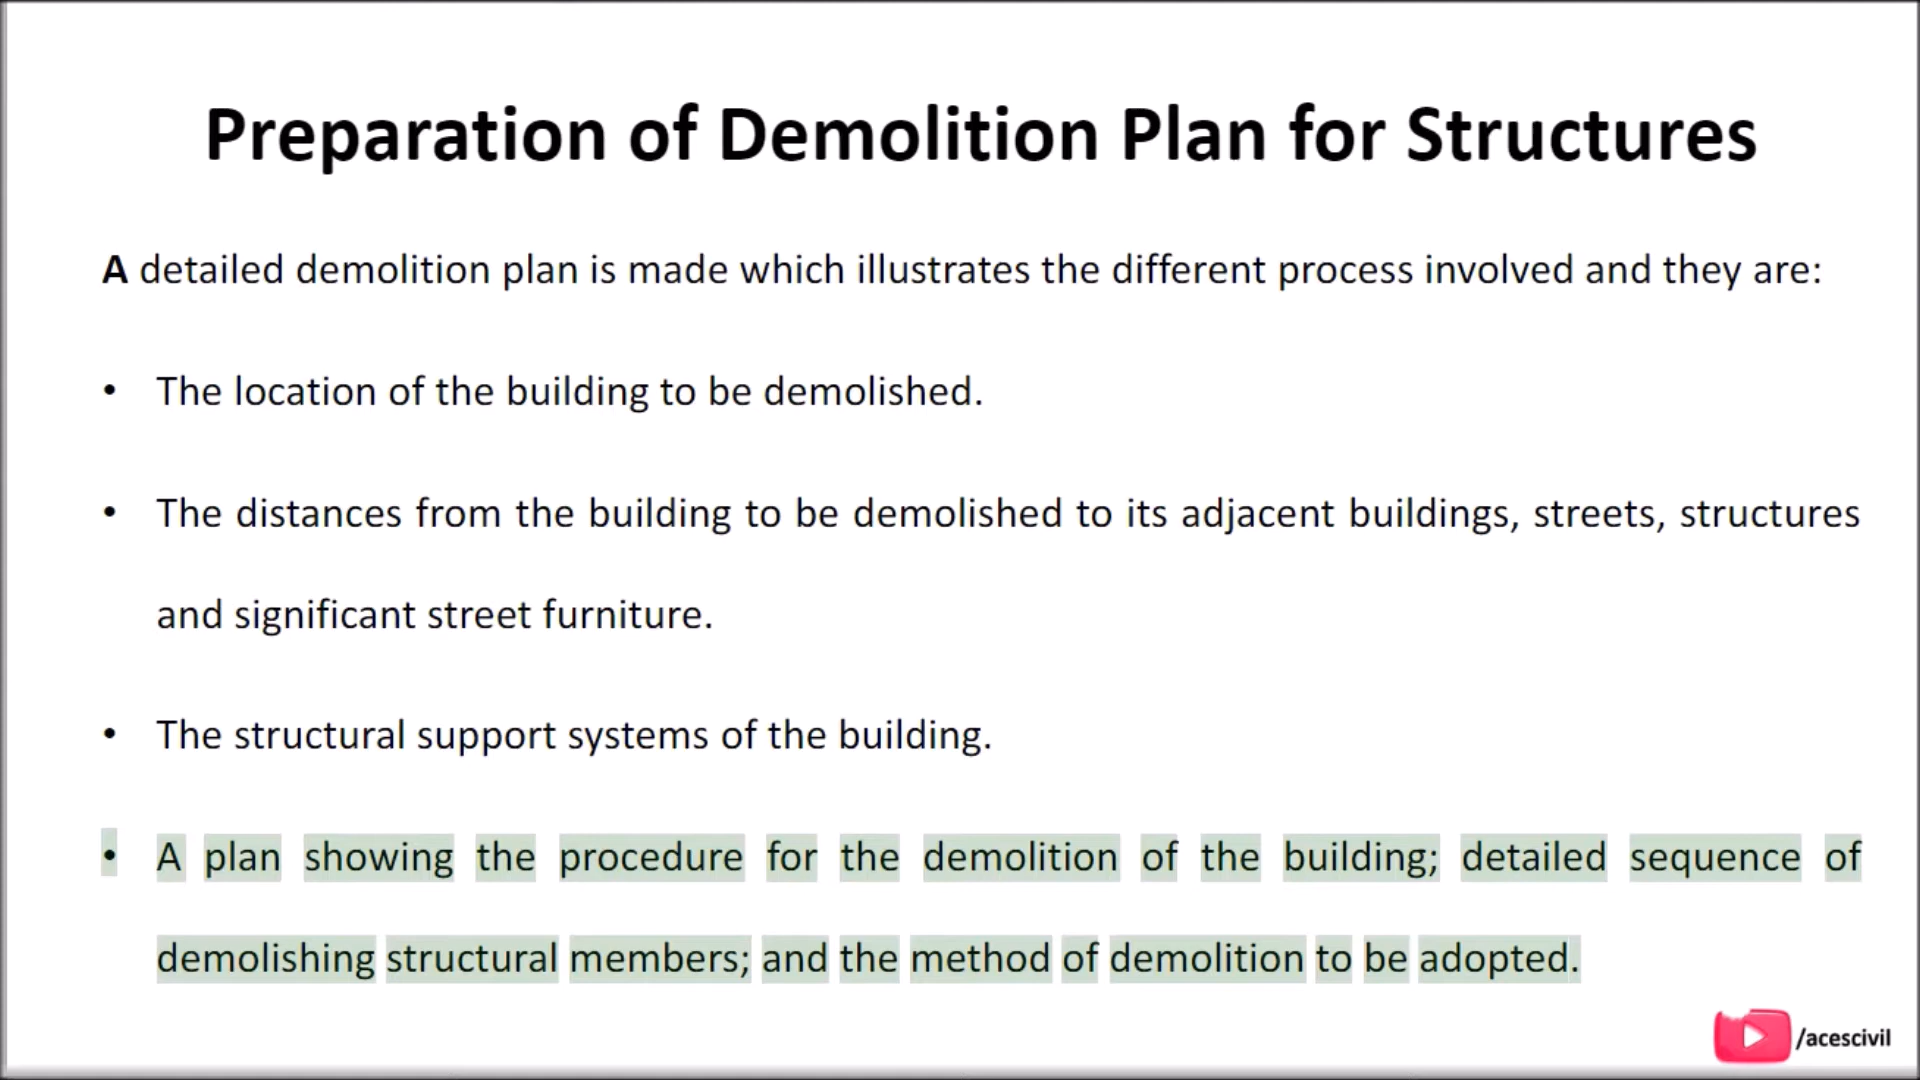 Preparation of Demolition Plan for Structures
A detailed demolition plan is made which illustrates the different process involved and they are:
• The location of the building to be demolished.
• The distances from the building to be demolished to its adjacent buildings, streets, structures
and significant street furniture.
• The structural support systems of the building.
• A plan showing the procedure for the demolition of the building; detailed sequence of
demolishing structural members; and the method of demolition to be adopted.
/acescivil